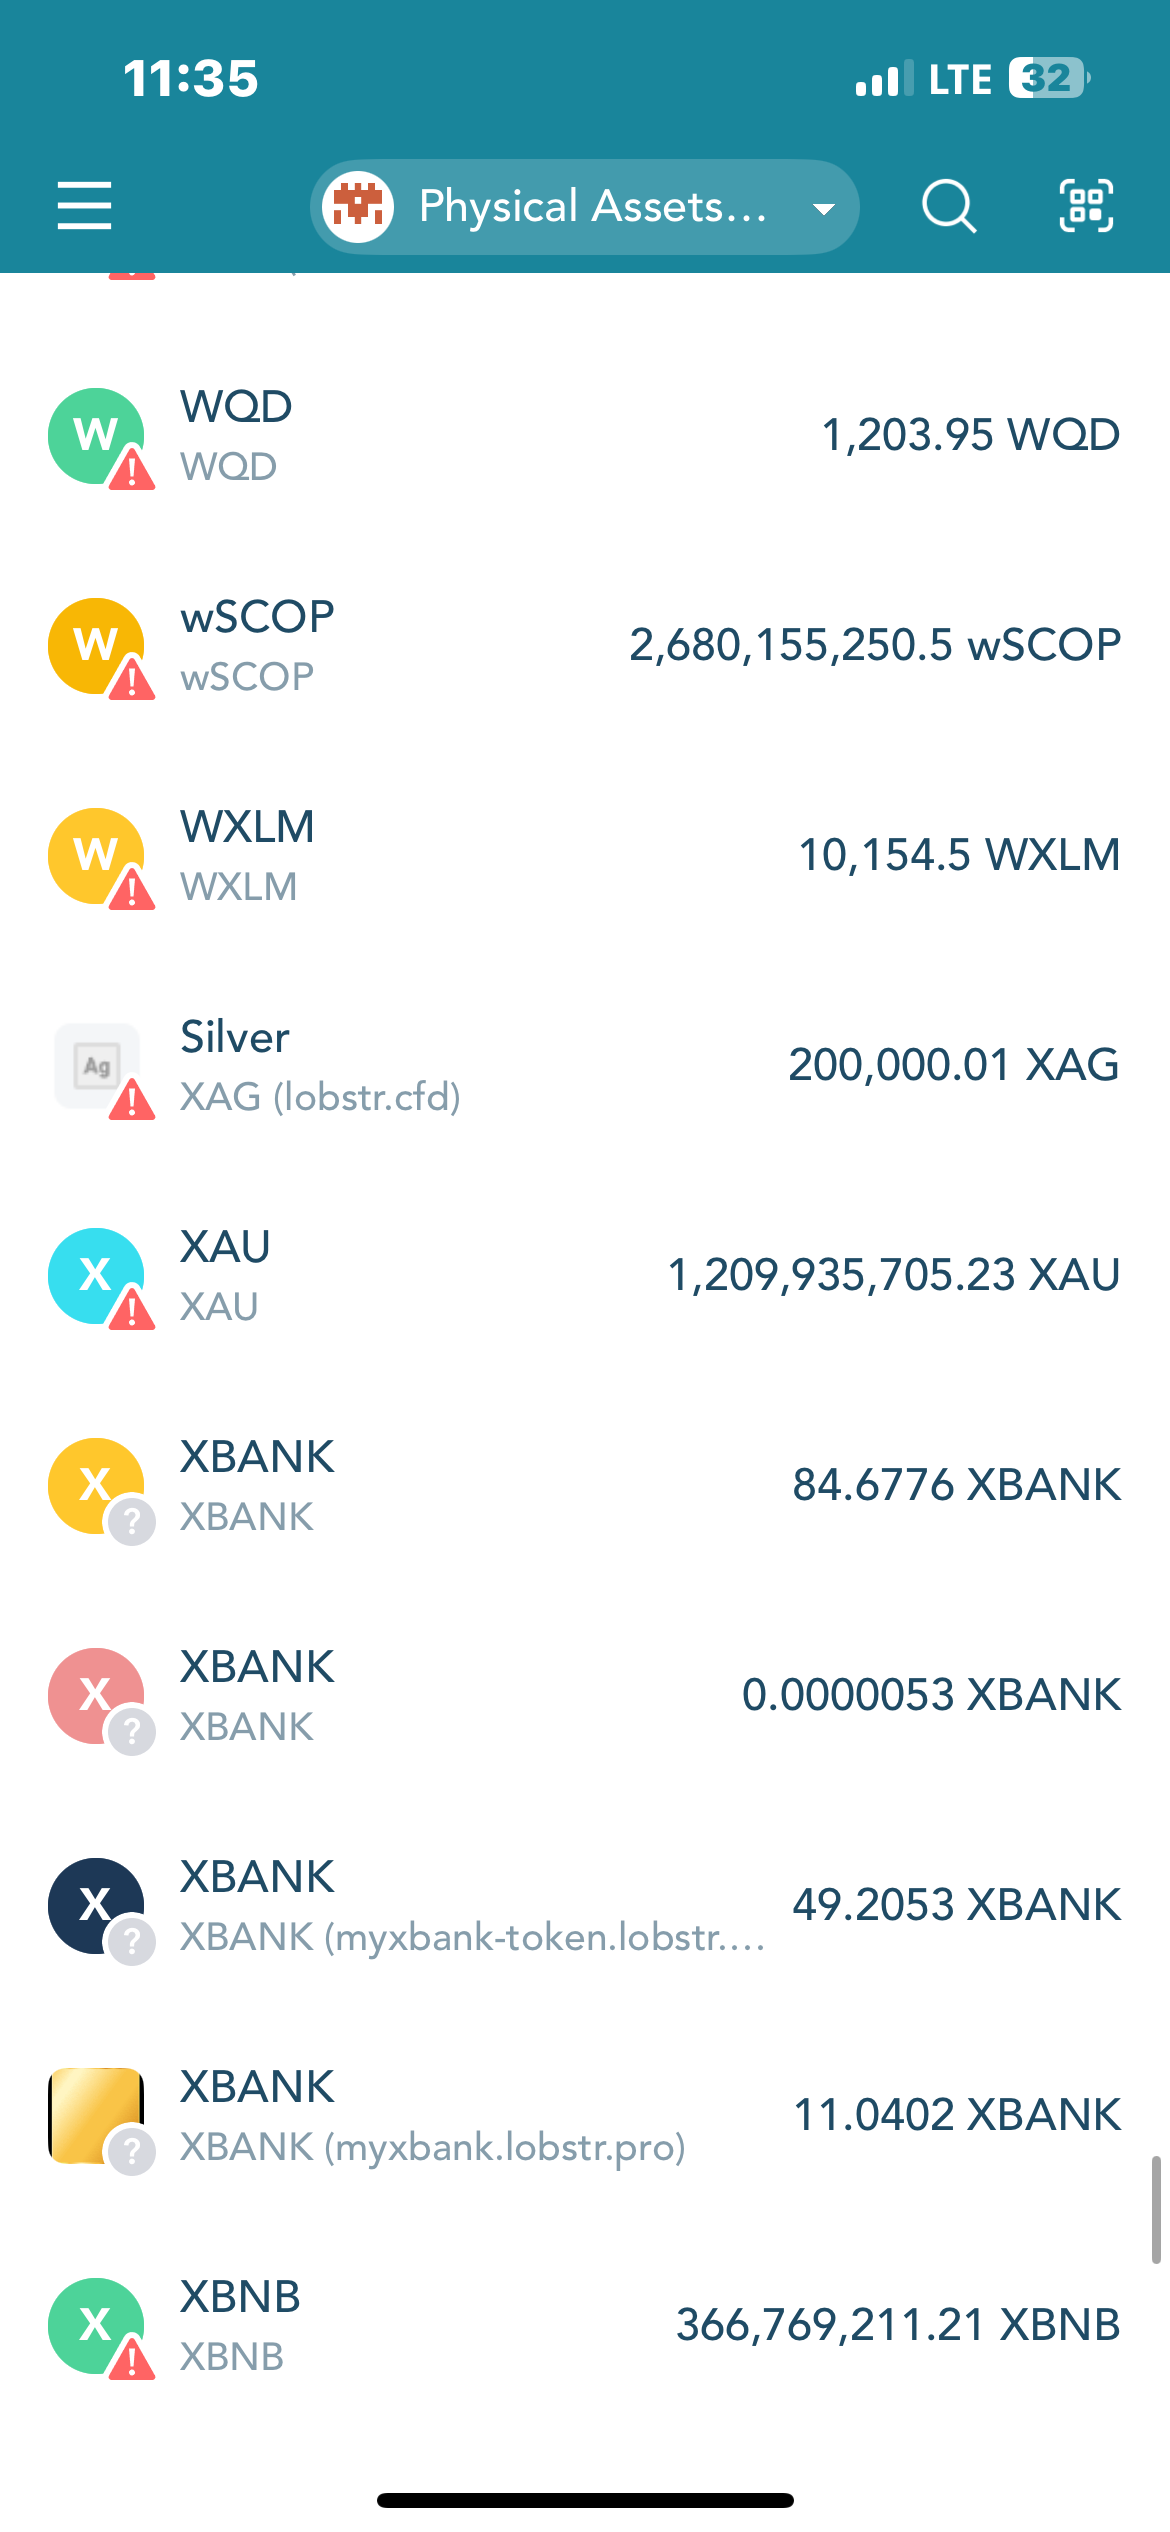 11:35
LTE 32
Physical Assets...
W
WQD
WQD
1,203.95 WQD
W
wSCOP
wSCOP
2,680,155,250.5 wSCOP
W
WXLM
WXLM
10,154.5 WXLM
Ag
Silver
XAG (lobstr.cfd)
200,000.01 XAG
X
XAU
XAU
1,209,935,705.23 XAU
X
?
XBANK
XBANK
84.6776 XBANK
X
?
XBANK
XBANK
0.0000053 XBANK
X
?
XBANK
XBANK (myxbank-token.lobstr....
49.2053 XBANK
?
XBANK
XBANK (myxbank.lobstr.pro)
11.0402 XBANK
X
XBNB
XBNB
366,769,211.21 XBNB